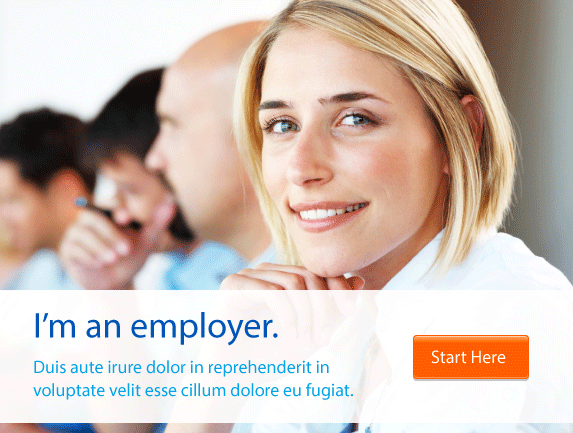 I’m an employer.
Duis aute irure dolor in reprehenderit in
voluptate velit esse cillum dolore eu fugiat.
Start Here